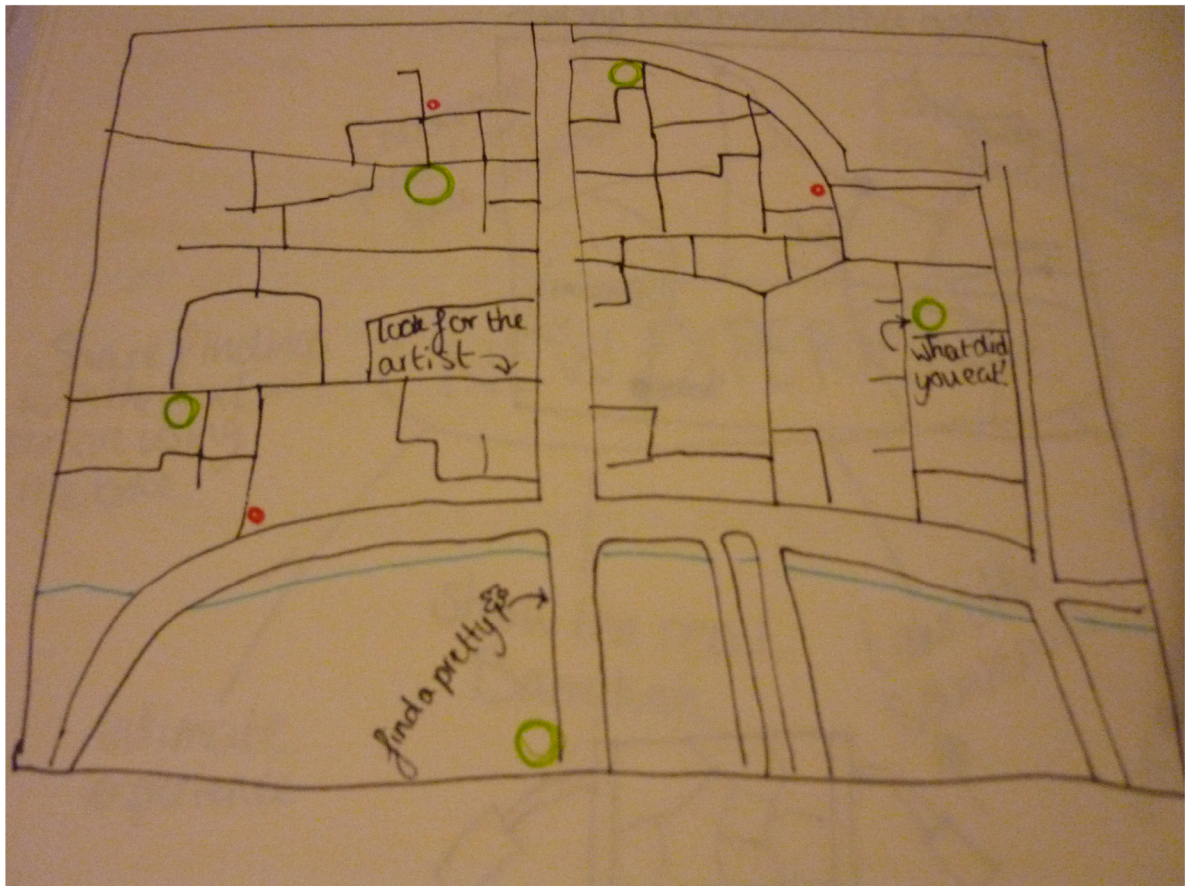 look for the
artist
what did
you eat?
find a pretty